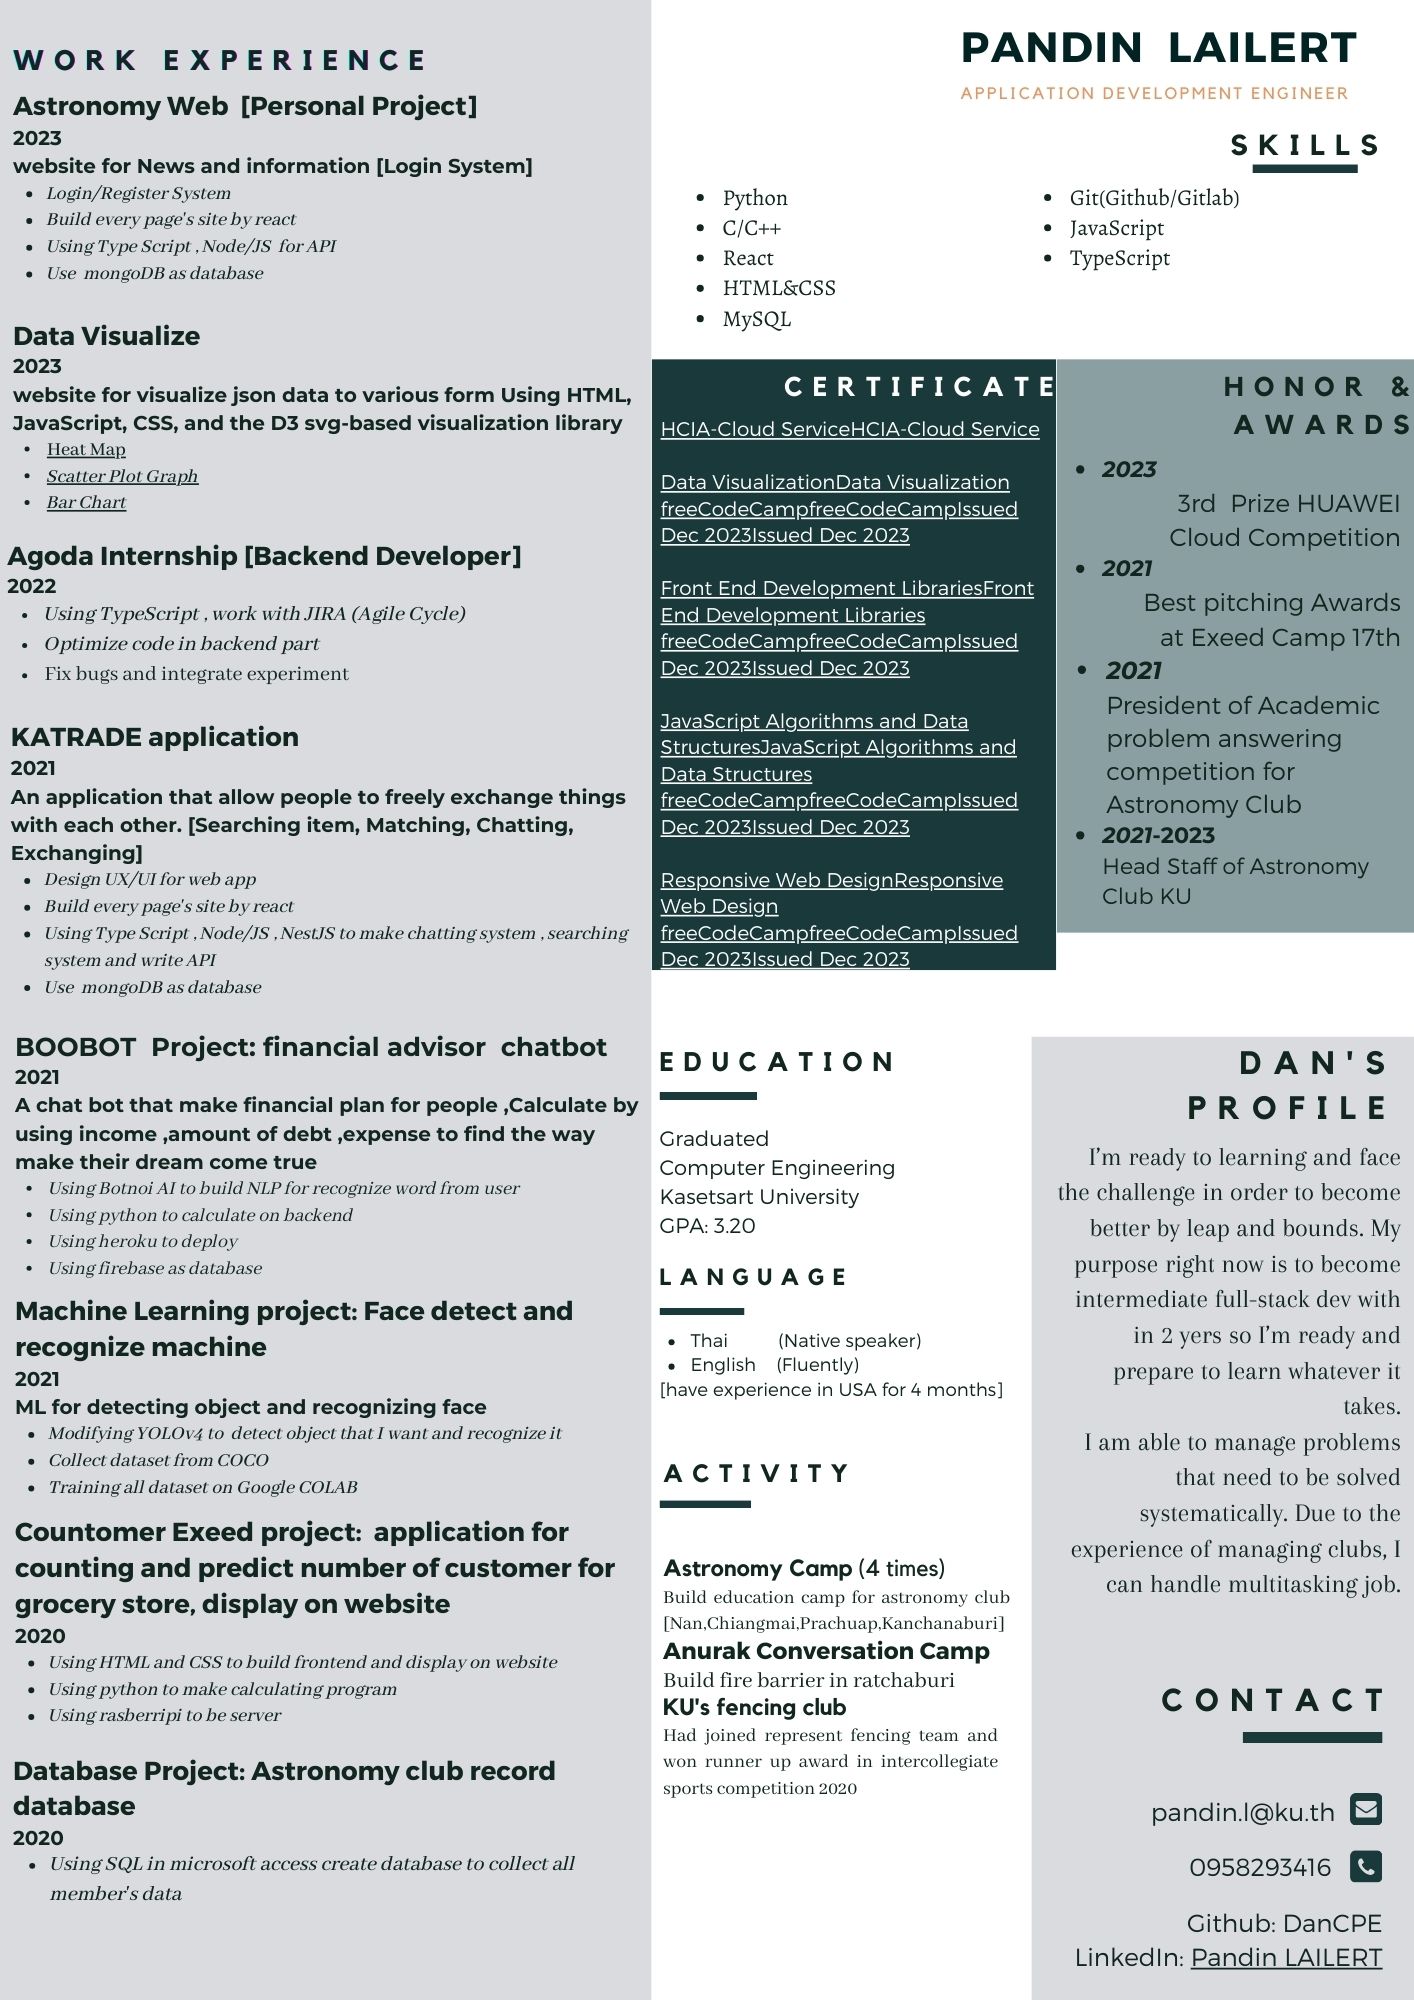 WORK EXPERIENCE
Astronomy Web [Personal Project]
2023
website for News and information [Login System]
• Login/Register System
• Build every page's site by react
• Using Type Script , Node/JS for API
• Use mongoDB as database
Data Visualize
2023
website for visualize json data to various form Using HTML,
JavaScript, CSS, and the D3 svg-based visualization library
• Heat Map
• Scatter Plot Graph
• Bar Chart
Agoda Internship [Backend Developer]
2022
• Using TypeScript , work with JIRA (Agile Cycle)
• Optimize code in backend part
• Fix bugs and integrate experiment
KATRADE application
2021
An application that allow people to freely exchange things
with each other. [Searching item, Matching, Chatting,
Exchanging]
• Design UX/UI for web app
• Build every page's site by react
• Using Type Script , Node/JS , NestJS to make chatting system , searching
system and write API
• Use mongoDB as database
BOOBOT Project: financial advisor chatbot
2021
A chat bot that make financial plan for people ,Calculate by
using income ,amount of debt ,expense to find the way
make their dream come true
• Using Botnoi AI to build NLP for recognize word from user
• Using python to calculate on backend
• Using heroku to deploy
• Using firebase as database
Machine Learning project: Face detect and
recognize machine
2021
ML for detecting object and recognizing face
• Modifying YOLOv4 to detect object that I want and recognize it
• Collect dataset from COCO
• Training all dataset on Google COLAB
Countomer Exeed project: application for
counting and predict number of customer for
grocery store, display on website
2020
• Using HTML and CSS to build frontend and display on website
• Using python to make calculating program
• Using rasberripi to be server
Database Project: Astronomy club record
database
2020
• Using SQL in microsoft access create database to collect all
member's data
PANDIN LAILERT
APPLICATION DEVELOPMENT ENGINEER
SKILLS
• Python
• C/C++
• React
• HTML&CSS
• MySQL
• Git(Github/Gitlab)
• JavaScript
• TypeScript
CERTIFICATE
HCIA-Cloud ServiceHCIA-Cloud Service
Data VisualizationData Visualization
freeCodeCampfreeCodeCampIssued
Dec 2023Issued Dec 2023
Front End Development LibrariesFront
End Development Libraries
freeCodeCampfreeCodeCampIssued
Dec 2023Issued Dec 2023
JavaScript Algorithms and Data
StructuresJavaScript Algorithms and
Data Structures
freeCodeCampfreeCodeCampIssued
Dec 2023Issued Dec 2023
Responsive Web DesignResponsive
Web Design
freeCodeCampfreeCodeCampIssued
Dec 2023Issued Dec 2023
HONOR &
AWARDS
• 2023
3rd Prize HUAWEI
Cloud Competition
• 2021
Best pitching Awards
at Exeed Camp 17th
• 2021
President of Academic
problem answering
competition for
Astronomy Club
• 2021-2023
Head Staff of Astronomy
Club KU
EDUCATION
Graduated
Computer Engineering
Kasetsart University
GPA: 3.20
LANGUAGE
• Thai (Native speaker)
• English (Fluently)
[have experience in USA for 4 months]
ACTIVITY
Astronomy Camp (4 times)
Build education camp for astronomy club
[Nan,Chiangmai,Prachuap,Kanchanaburi]
Anurak Conversation Camp
Build fire barrier in ratchaburi
KU's fencing club
Had joined represent fencing team and
won runner up award in intercollegiate
sports competition 2020
DAN'S
PROFILE
I'm ready to learning and face
the challenge in order to become
better by leap and bounds. My
purpose right now is to become
intermediate full-stack dev with
in 2 yers so I'm ready and
prepare to learn whatever it
takes.
I am able to manage problems
that need to be solved
systematically. Due to the
experience of managing clubs, I
can handle multitasking job.
CONTACT
pandin.l@ku.th
0958293416
Github: DanCPE
LinkedIn: Pandin LAILERT